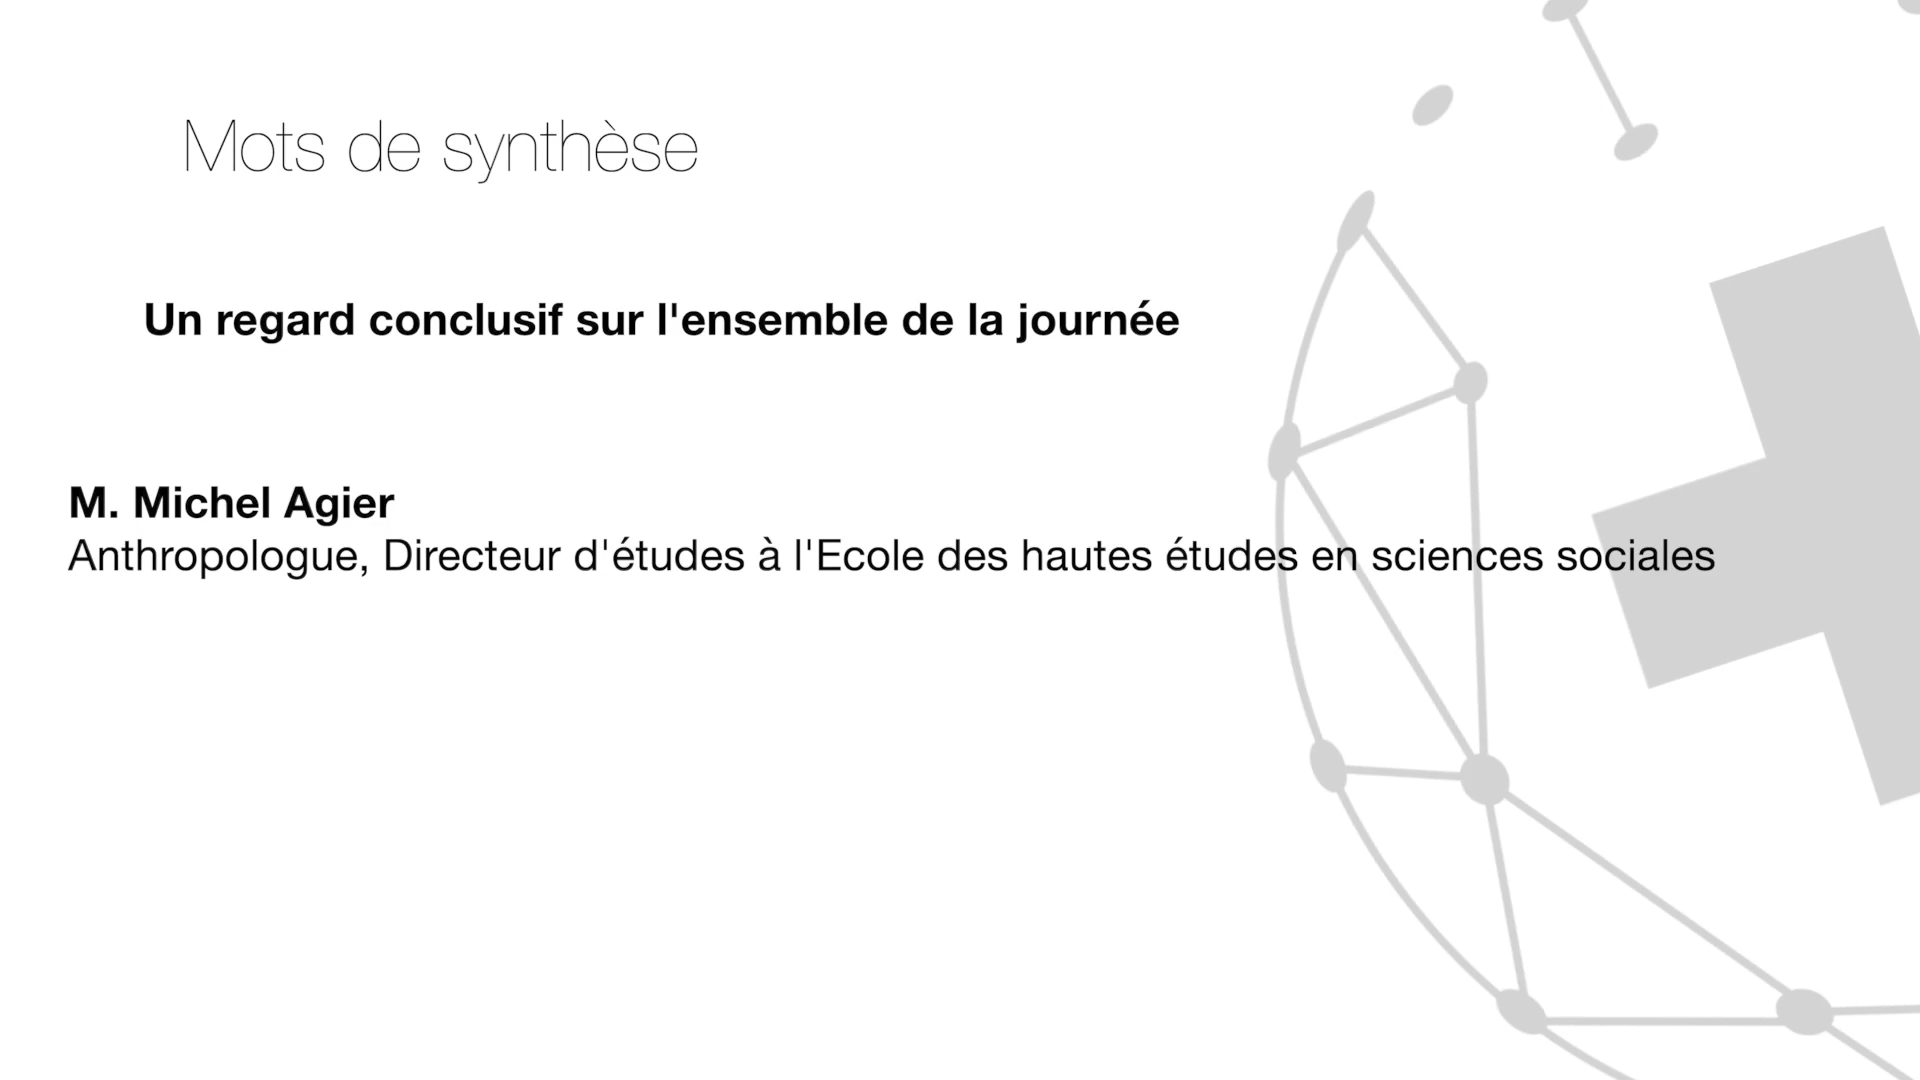 Mots de synthèse
Un regard conclusif sur l'ensemble de la journée
M. Michel Agier
Anthropologue, Directeur d'études à l'Ecole des hautes études en sciences sociales